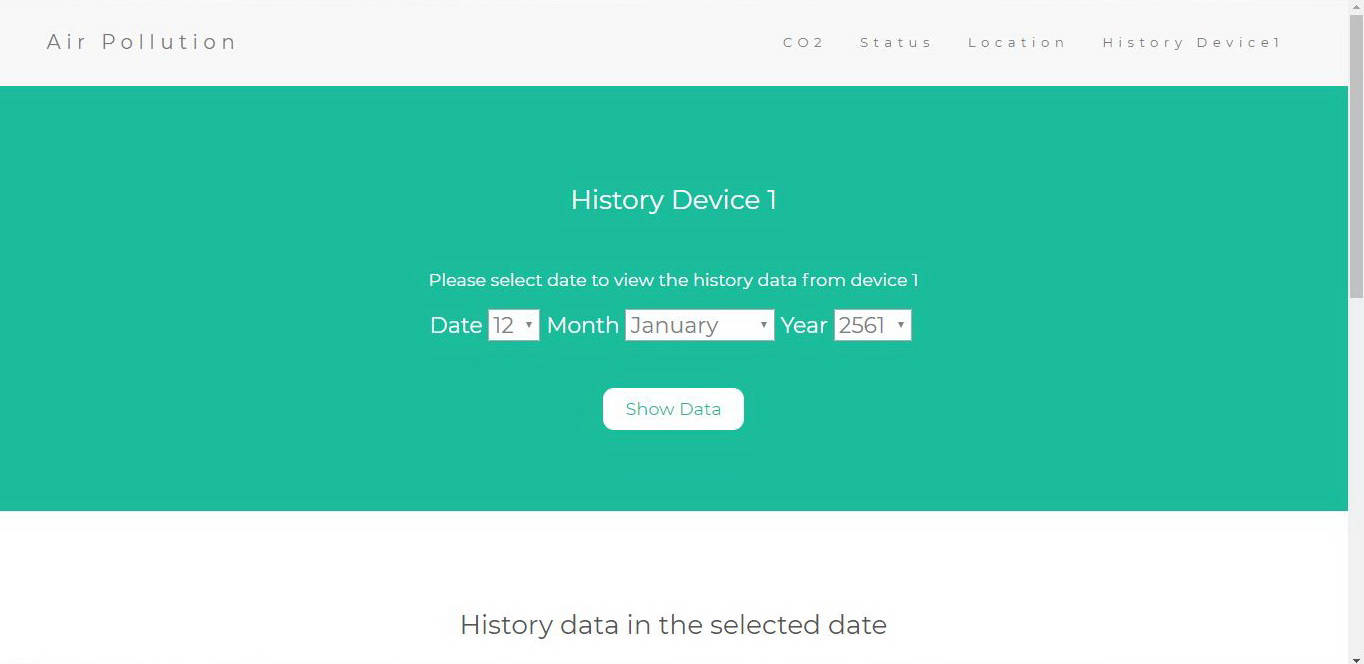 Air Pollution
CO2 Status Location History Device1
History Device 1
Please select date to view the history data from device 1
Date 12 Month January Year 2561
Show Data
History data in the selected date